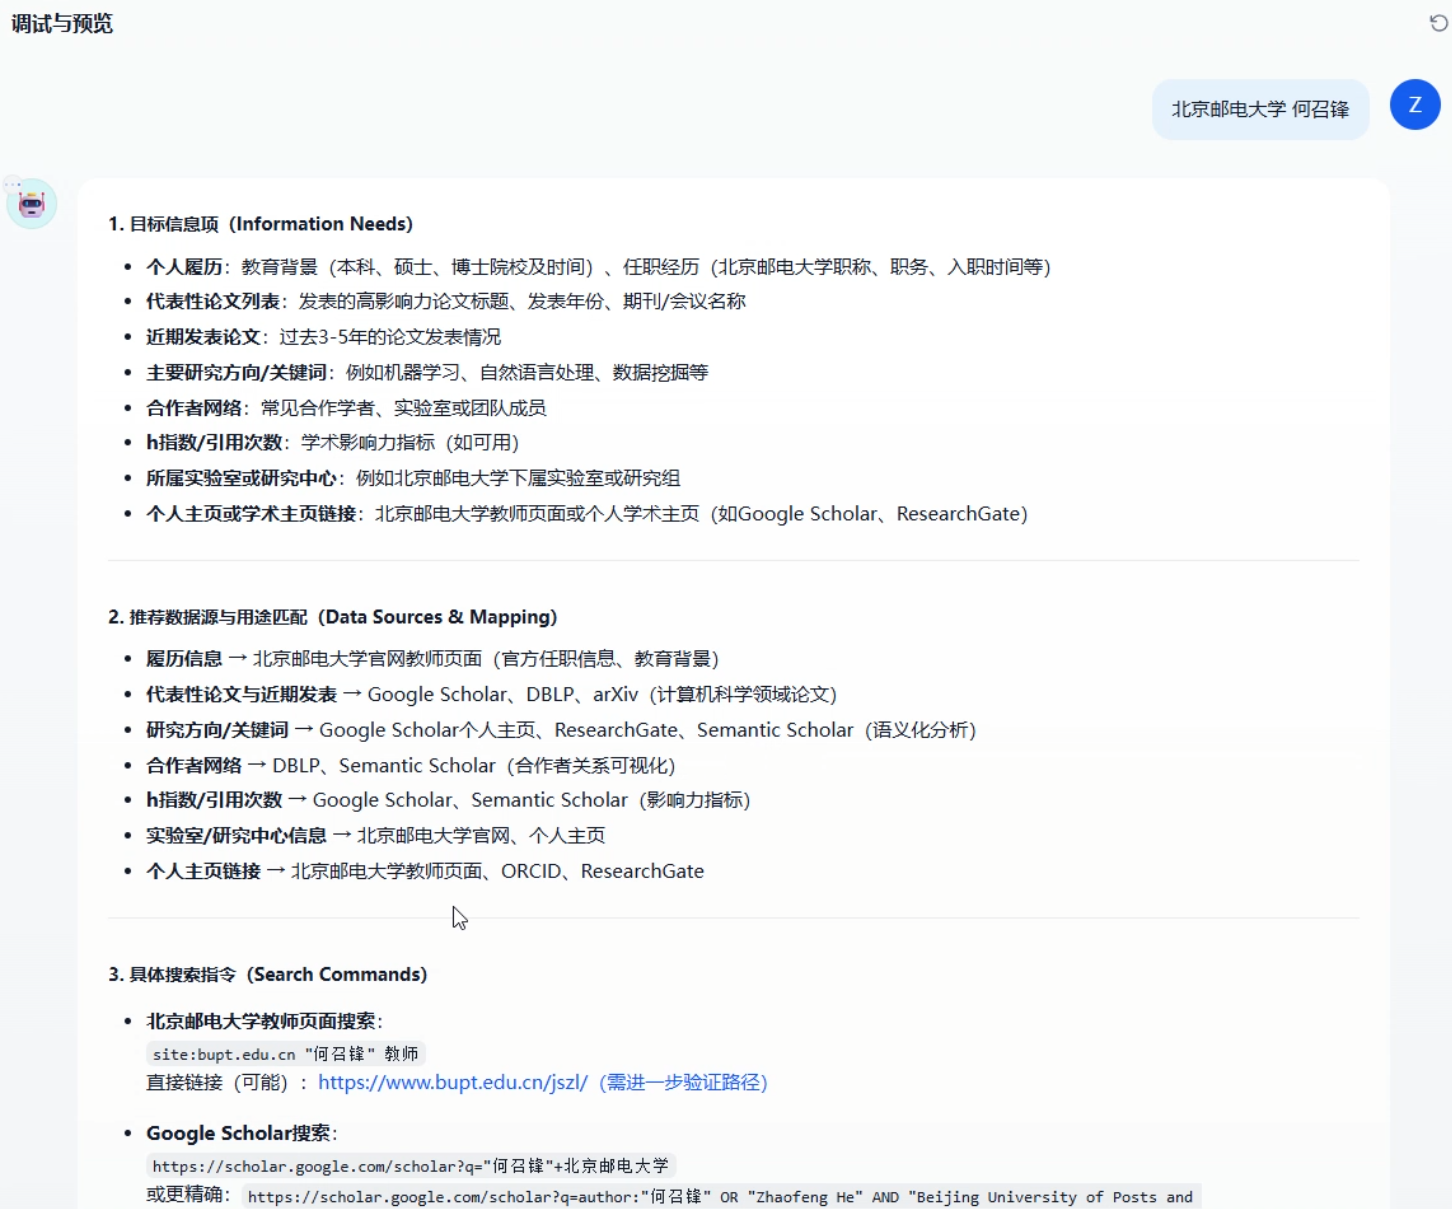 调试与预览
北京邮电大学 何召锋
Z
1. 目标信息项（Information Needs）
• 个人履历：教育背景（本科、硕士、博士院校及时间）、任职经历（北京邮电大学职称、职务、入职时间等）
• 代表性论文列表：发表的高影响力论文标题、发表年份、期刊/会议名称
• 近期发表论文：过去3-5年的论文发表情况
• 主要研究方向/关键词：例如机器学习、自然语言处理、数据挖掘等
• 合作者网络：常见合作学者、实验室或团队成员
• h指数/引用次数：学术影响力指标（如可用）
• 所属实验室或研究中心：例如北京邮电大学下属实验室或研究组
• 个人主页或学术主页链接：北京邮电大学教师页面或个人学术主页（如Google Scholar、ResearchGate）
2. 推荐数据源与用途匹配（Data Sources & Mapping）
• 履历信息 → 北京邮电大学官网教师页面（官方任职信息、教育背景）
• 代表性论文与近期发表 → Google Scholar、DBLP、arXiv（计算机科学领域论文）
• 研究方向/关键词 → Google Scholar个人主页、ResearchGate、Semantic Scholar（语义化分析）
• 合作者网络 → DBLP、Semantic Scholar（合作者关系可视化）
• h指数/引用次数 → Google Scholar、Semantic Scholar（影响力指标）
• 实验室/研究中心信息 → 北京邮电大学官网、个人主页
• 个人主页链接 → 北京邮电大学教师页面、ORCID、ResearchGate
3. 具体搜索指令（Search Commands）
• 北京邮电大学教师页面搜索：
site:bupt.edu.cn "何召锋" 教师
直接链接（可能）：https://www.bupt.edu.cn/jszl/（需进一步验证路径）
• Google Scholar搜索：
https://scholar.google.com/scholar?q="何召锋"+北京邮电大学
或更精确：https://scholar.google.com/scholar?q=author:"何召锋" OR "Zhaofeng He" AND "Beijing University of Posts and